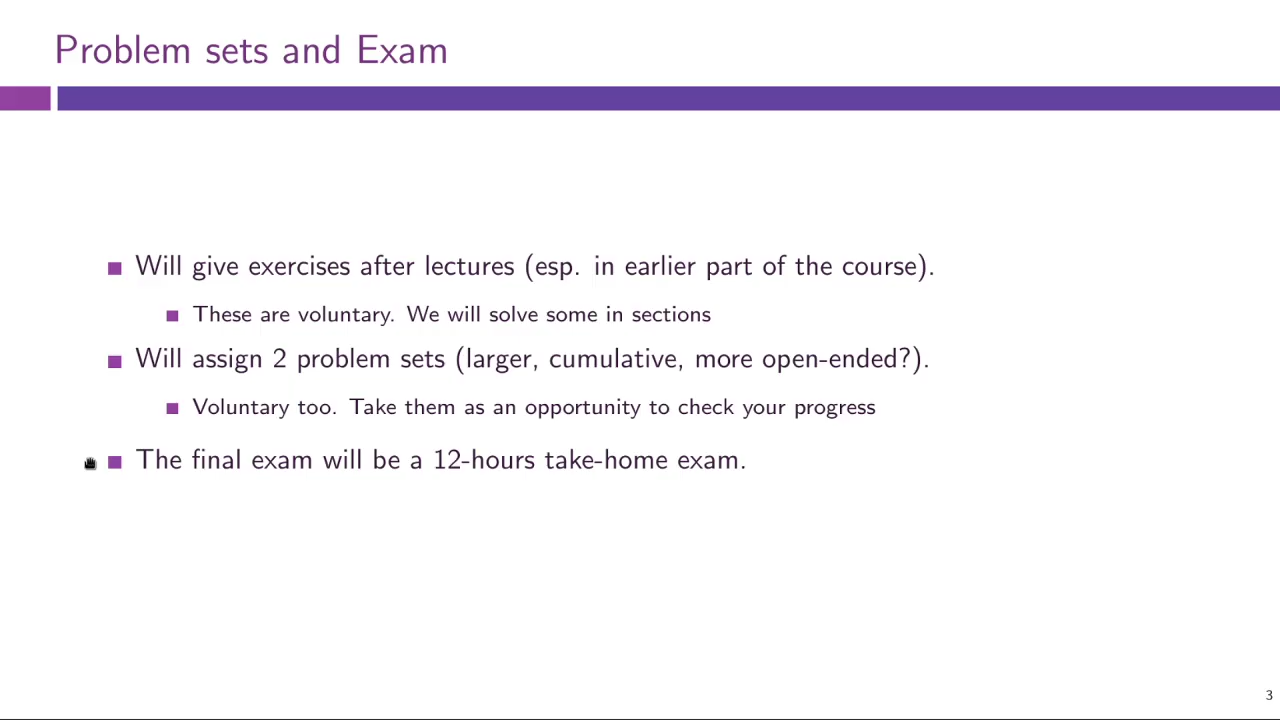 Problem sets and Exam
Will give exercises after lectures (esp. in earlier part of the course).
These are voluntary. We will solve some in sections
Will assign 2 problem sets (larger, cumulative, more open-ended?).
Voluntary too. Take them as an opportunity to check your progress
The final exam will be a 12-hours take-home exam.
3